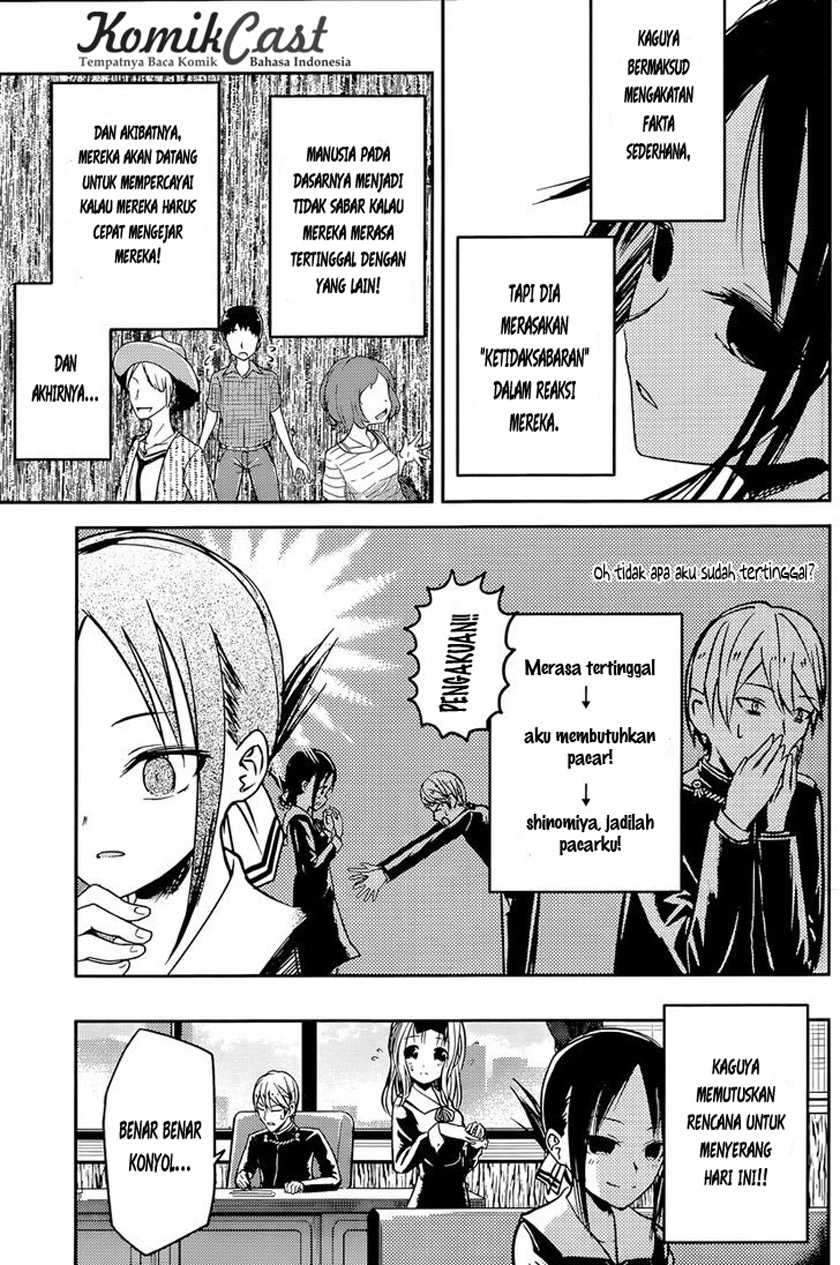 KomikCast
Tempatnya Baca Komik Bahasa Indonesia
KAGUYA
BERMAKSUD
MENGAKATAN
FAKTA
SEDERHANA,
TAPI DIA
MERASAKAN
"KETIDAKSABARAN"
DALAM REAKSI
MEREKA.
MANUSIA PADA
DASARNYA MENJADI
TIDAK SABAR KALAU
MEREKA MERASA
TERTINGGAL DENGAN
YANG LAIN!
DAN AKIBATNYA,
MEREKA AKAN DATANG
UNTUK MEMPERCAYAI
KALAU MEREKA HARUS
CEPAT MENGEJAR
MEREKA!
DAN
AKHIRNYA...
Oh tidak apa aku sudah tertinggal?
Merasa tertinggal
↓
aku membutuhkan
pacar!
↓
shinomiya, jadilah
pacarku!
PENGAKUAN!!
KAGUYA
MEMUTUSKAN
RENCANA UNTUK
MENYERANG
HARI INI!!
BENAR BENAR
KONYOL...